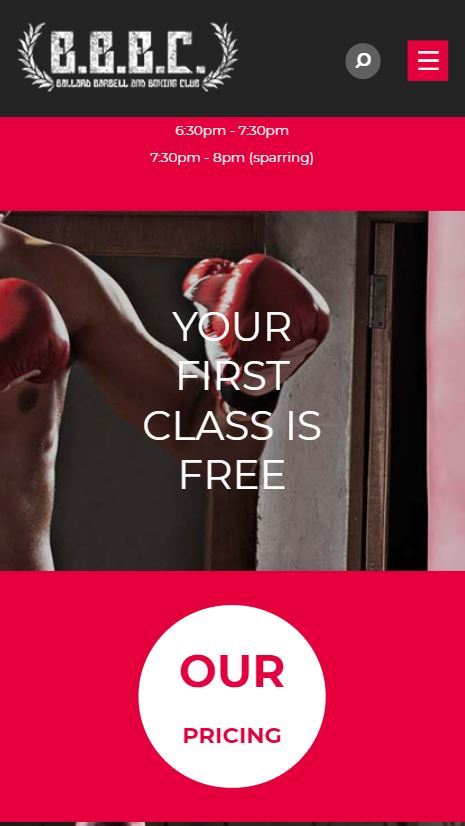 B.B.B.C.
BALLARD BARBELL AND BOXING CLUB
6:30pm - 7:30pm
7:30pm - 8pm (sparring)
YOUR
FIRST
CLASS IS
FREE
OUR
PRICING